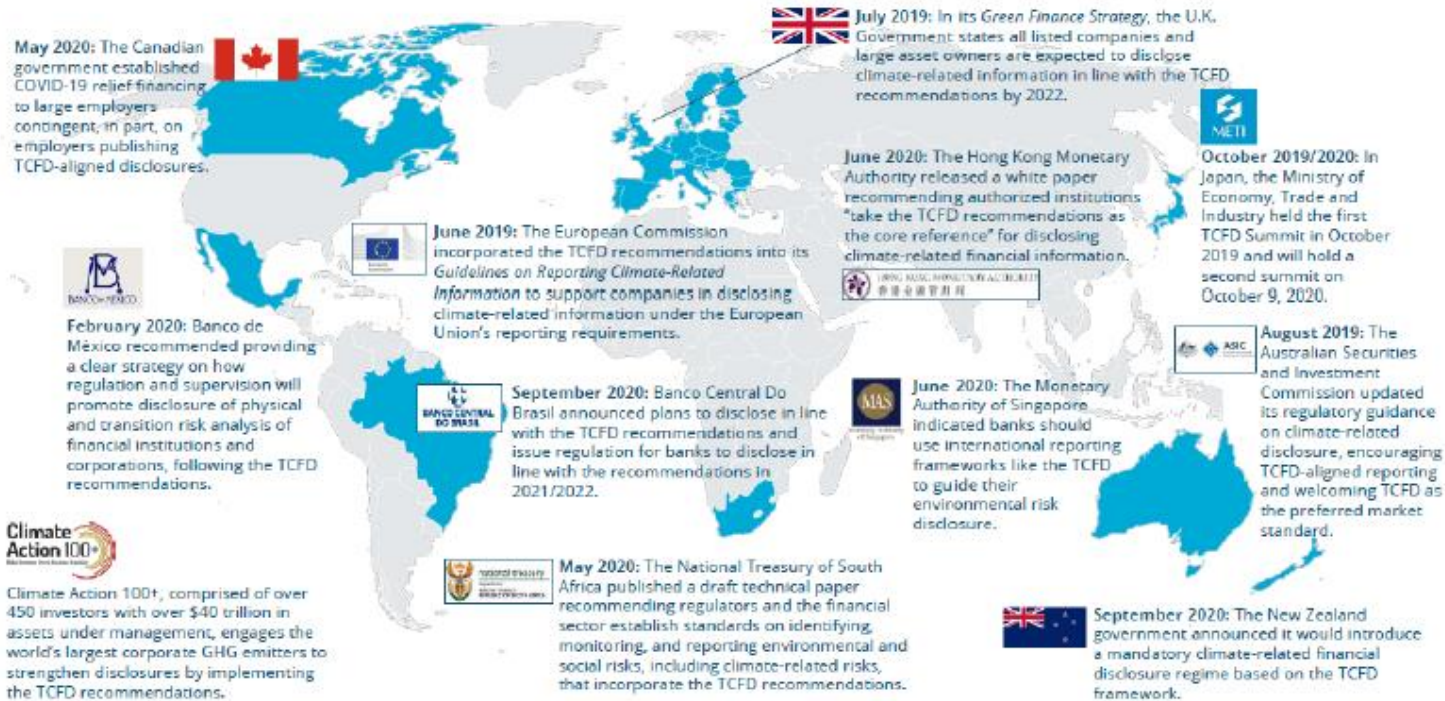 May 2020: The Canadian
government established
COVID-19 relief financing
to large employers
contingent, in part, on
employers publishing
TCFD-aligned disclosures.
July 2019: In its Green Finance Strategy, the U.K.
Government states all listed companies and
large asset owners are expected to disclose
climate-related information in line with the TCFD
recommendations by 2022.
METI
October 2019/2020: In
Japan, the Ministry of
Economy, Trade and
Industry held the first
TCFD Summit in October
2019 and will hold a
second summit on
October 9, 2020.
June 2020: The Hong Kong Monetary
Authority released a white paper
recommending authorized institutions
"take the TCFD recommendations as
the core reference" for disclosing
climate-related financial information.
HONG KONG MONETARY AUTHORITY
香港金融管理局
June 2019: The European Commission
incorporated the TCFD recommendations into its
Guidelines on Reporting Climate-Related
Information to support companies in disclosing
climate-related information under the European
Union's reporting requirements.
BANCO DE MEXICO
February 2020: Banco de
México recommended providing
a clear strategy on how
regulation and supervision will
promote disclosure of physical
and transition risk analysis of
financial institutions and
corporations, following the TCFD
recommendations.
BANCO CENTRAL
DO BRASIL
September 2020: Banco Central Do
Brasil announced plans to disclose in line
with the TCFD recommendations and
issue regulation for banks to disclose in
line with the recommendations in
2021/2022.
MAS
June 2020: The Monetary
Authority of Singapore
indicated banks should
use international reporting
frameworks like the TCFD
to guide their
environmental risk
disclosure.
ASIC
August 2019: The
Australian Securities
and Investment
Commission updated
its regulatory guidance
on climate-related
disclosure, encouraging
TCFD-aligned reporting
and welcoming TCFD as
the preferred market
standard.
Climate
Action 100+
Climate Action 100+, comprised of over
450 investors with over $40 trillion in
assets under management, engages the
world's largest corporate GHG emitters to
strengthen disclosures by implementing
the TCFD recommendations.
national treasury
May 2020: The National Treasury of South
Africa published a draft technical paper
recommending regulators and the financial
sector establish standards on identifying,
monitoring, and reporting environmental and
social risks, including climate-related risks,
that incorporate the TCFD recommendations.
September 2020: The New Zealand
government announced it would introduce
a mandatory climate-related financial
disclosure regime based on the TCFD
framework.